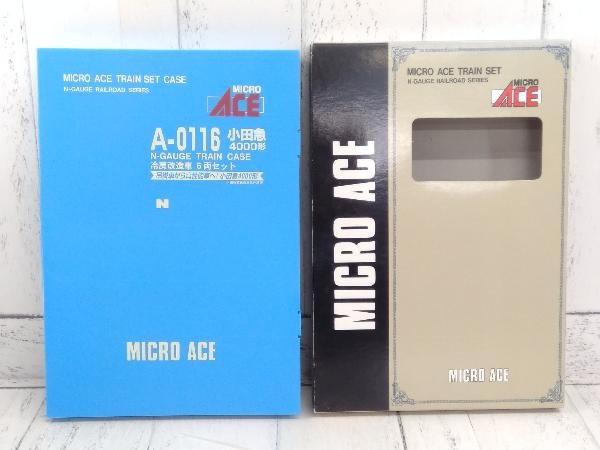 MICRO ACE TRAIN SET CASE
N-GAUGE RAILROAD SERIES
MICRO
ACE
A-0116 小田急
4000形
N-GAUGE TRAIN CASE
冷房改造車 6両セット
N
MICRO ACE
MICRO ACE
MICRO ACE TRAIN SET
N-GAUGE RAILROAD SERIES
MICRO
ACE
MICRO ACE